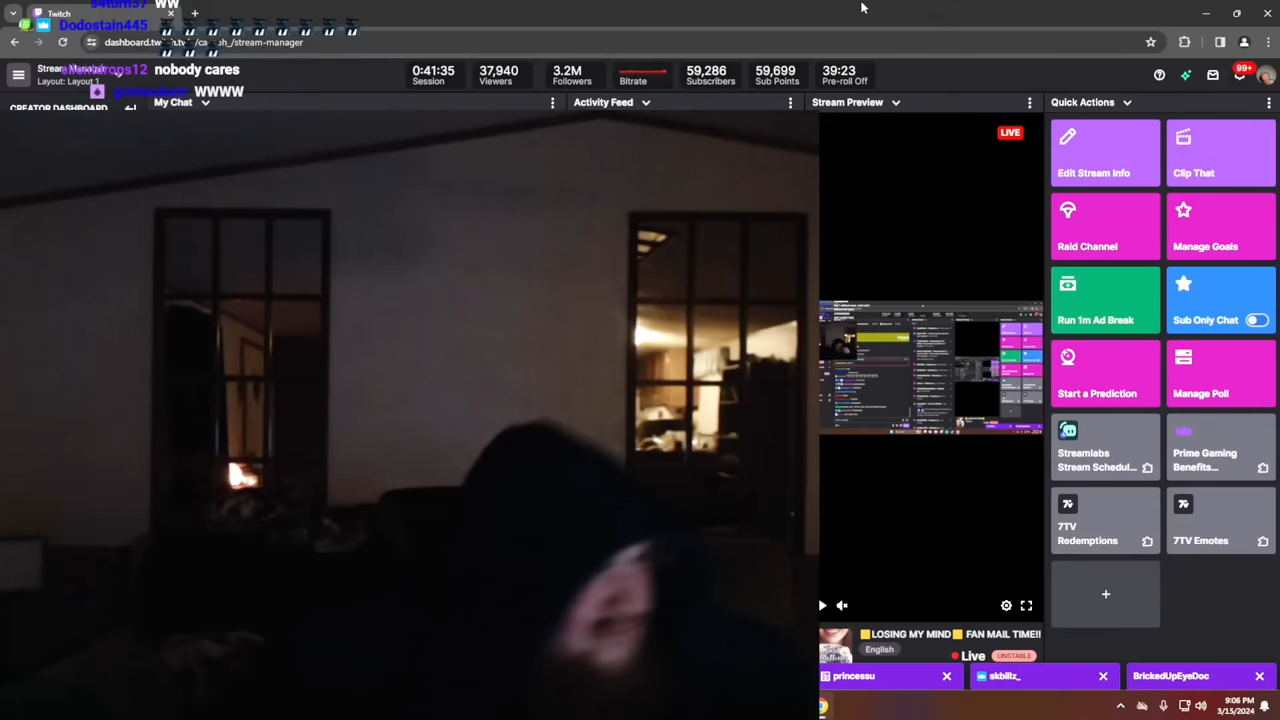 Twitch
WW
Dodostain445
dashboard.tw
/stream-manager
nobody cares
Layout: Layout 1
WWWW
CREATOR DASHBOARD
My Chat
Activity Feed
Stream Preview
Quick Actions
0:41:35
Session
37,940
Viewers
3.2M
Followers
Bitrate
59,286
Subscribers
59,699
Sub Points
39:23
Pre-roll Off
99+
LIVE
Edit Stream Info
Clip That
Raid Channel
Manage Goals
Run 1m Ad Break
Sub Only Chat
Start a Prediction
Manage Poll
Streamlabs
Stream Schedul...
Prime Gaming
Benefits...
7TV
Redemptions
7TV Emotes
LOSING MY MIND FAN MAIL TIME!!
English
Live
UNSTABLE
princessu
skbillz_
BrickedUpEyeDoc
9:06 PM
3/15/2024